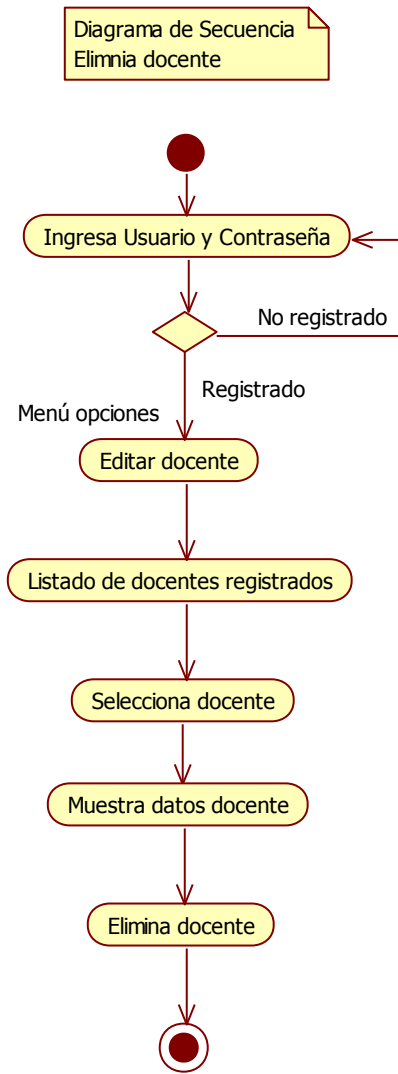 Diagrama de Secuencia
Elimnia docente
Ingresa Usuario y Contraseña
No registrado
Registrado
Menú opciones
Editar docente
Listado de docentes registrados
Selecciona docente
Muestra datos docente
Elimina docente